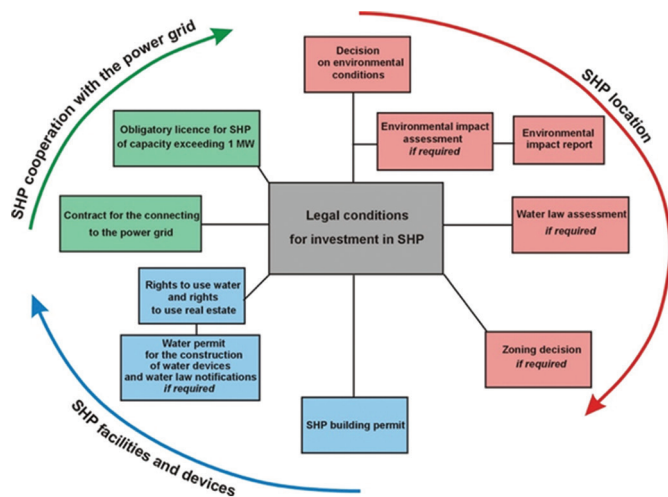 SHP cooperation with the power grid
Decision
on environmental
conditions
SHP location
Obligatory licence for SHP
of capacity exceeding 1 MW
Environmental impact
assessment
if required
Environmental
impact report
Contract for the connecting
to the power grid
Legal conditions
for investment in SHP
Water law assessment
if required
Rights to use water
and rights
to use real estate
Water permit
for the construction
of water devices
and water law notifications
if required
Zoning decision
if required
SHP building permit
SHP facilities and devices